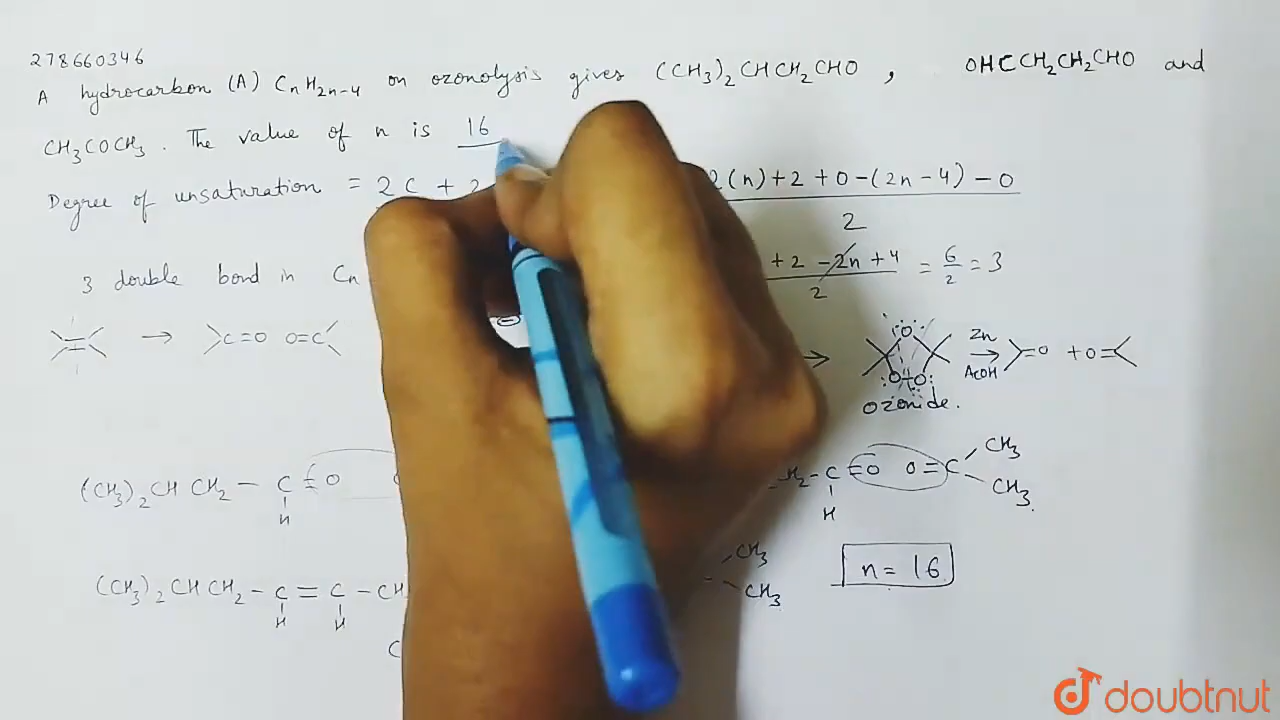 278660346
A hydrocarbon (A) CnH2n-4 on ozonolysis gives (CH3)2CHCH2CHO , OHCCH2CH2CHO and
CH3COCH3. The value of n is 16
Degree of unsaturation = 2C + 2 2(n)+2+0-(2n-4)-0
2
3 double bond in Cn +2-2n+4 = 6 = 3
2 2
→ C=O O=C → O Zn =O +O=
O O AcOH
ozonide.
(CH3)2CH CH2 - C = O H2-C=O O=C CH3
H H CH3
(CH3)2CHCH2-C=C-CH CH3 n = 16
H H CH3
C
doubtnut